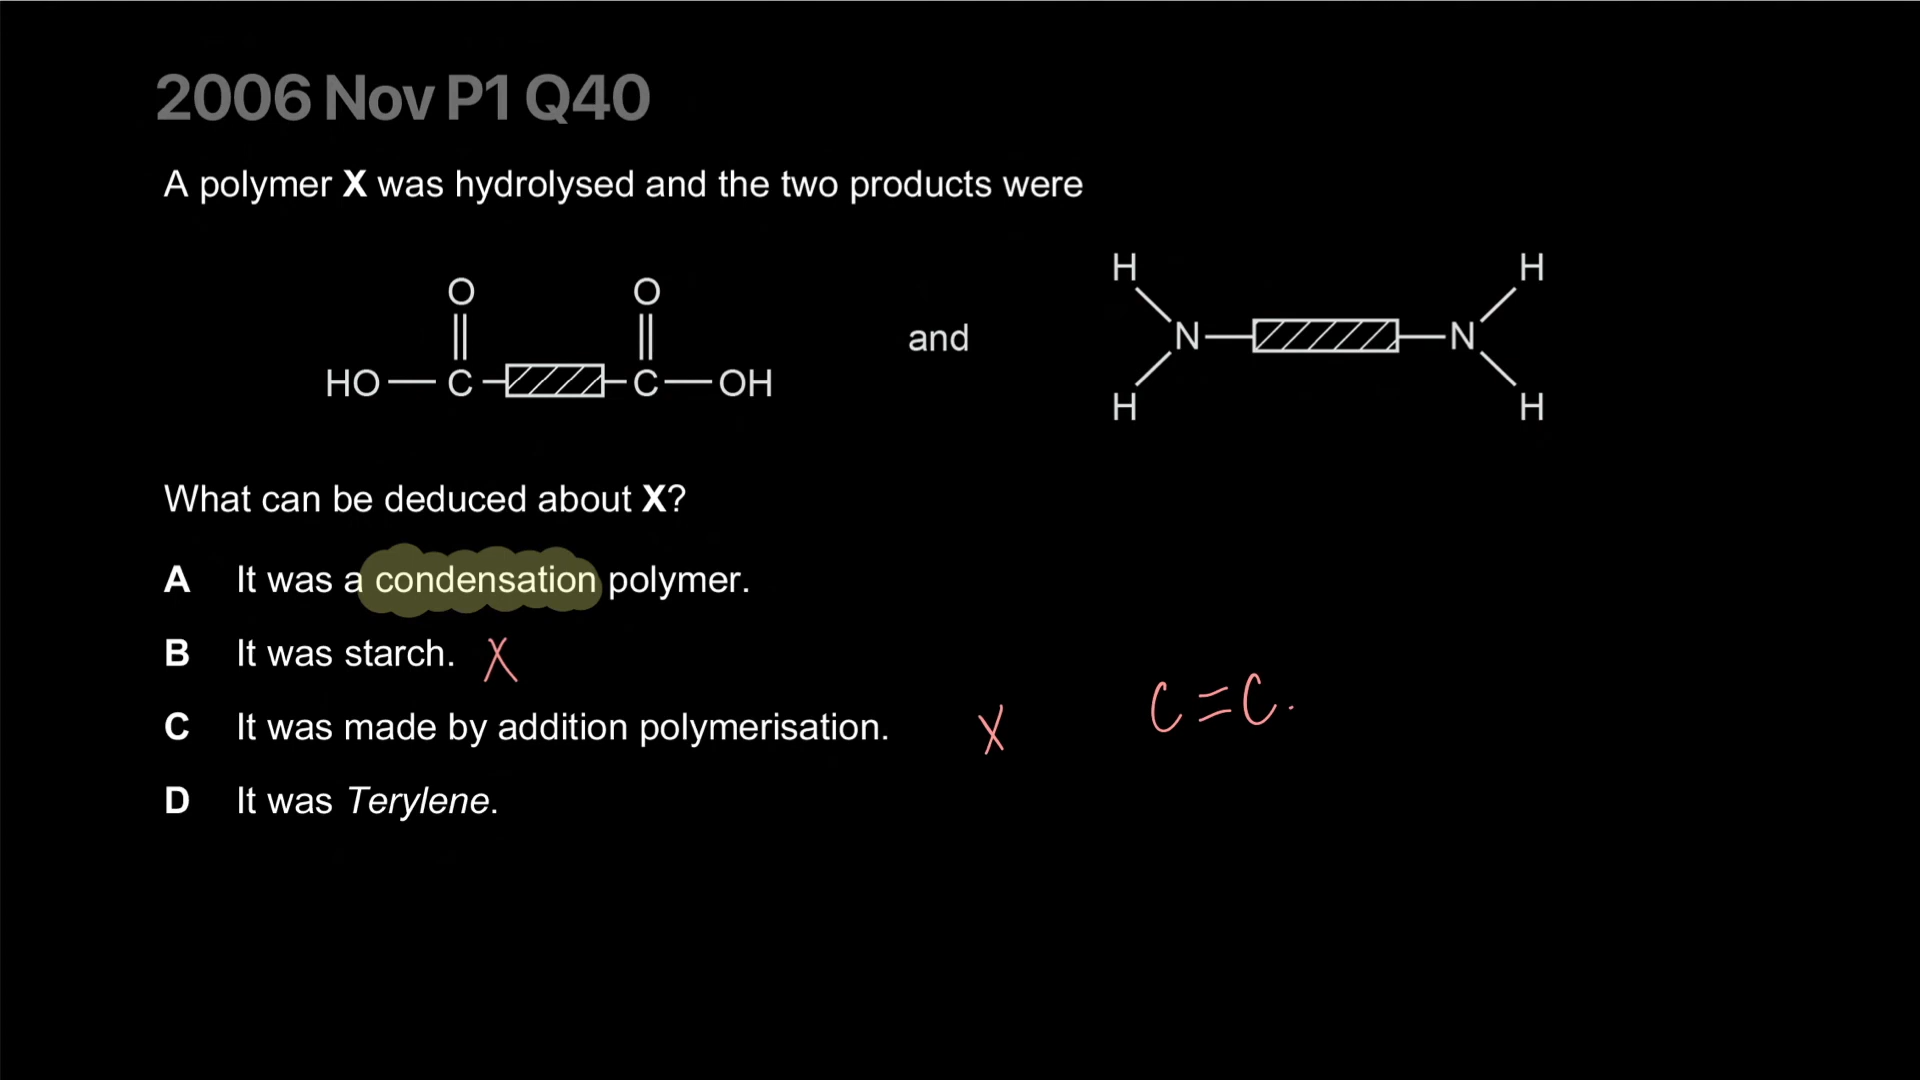 2006 Nov P1 Q40
A polymer X was hydrolysed and the two products were
H H
O O
N N
and
HO C C OH
H H
What can be deduced about X?
A It was a condensation polymer.
B It was starch. X
C It was made by addition polymerisation. X C=C.
D It was Terylene.